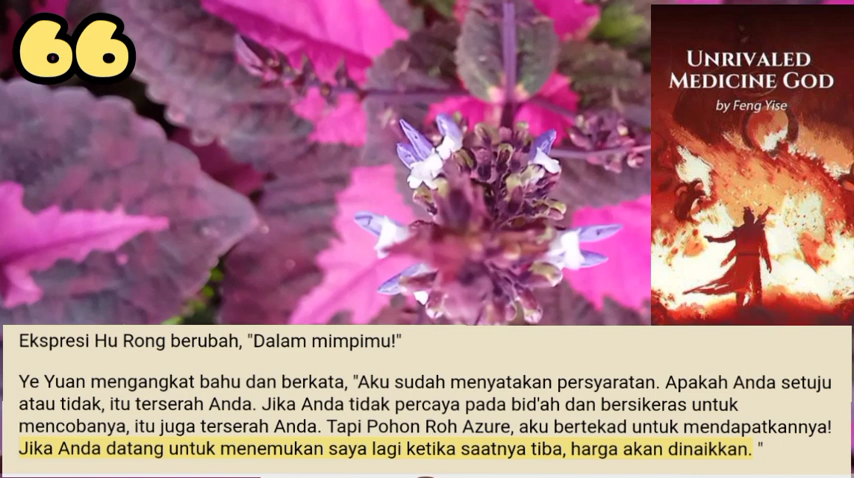 66
UNRIVALED
MEDICINE GOD
by Feng Yise
Ekspresi Hu Rong berubah, "Dalam mimpimu!"
Ye Yuan mengangkat bahu dan berkata, "Aku sudah menyatakan persyaratan. Apakah Anda setuju
atau tidak, itu terserah Anda. Jika Anda tidak percaya pada bid'ah dan bersikeras untuk
mencobanya, itu juga terserah Anda. Tapi Pohon Roh Azure, aku bertekad untuk mendapatkannya!
Jika Anda datang untuk menemukan saya lagi ketika saatnya tiba, harga akan dinaikkan. "